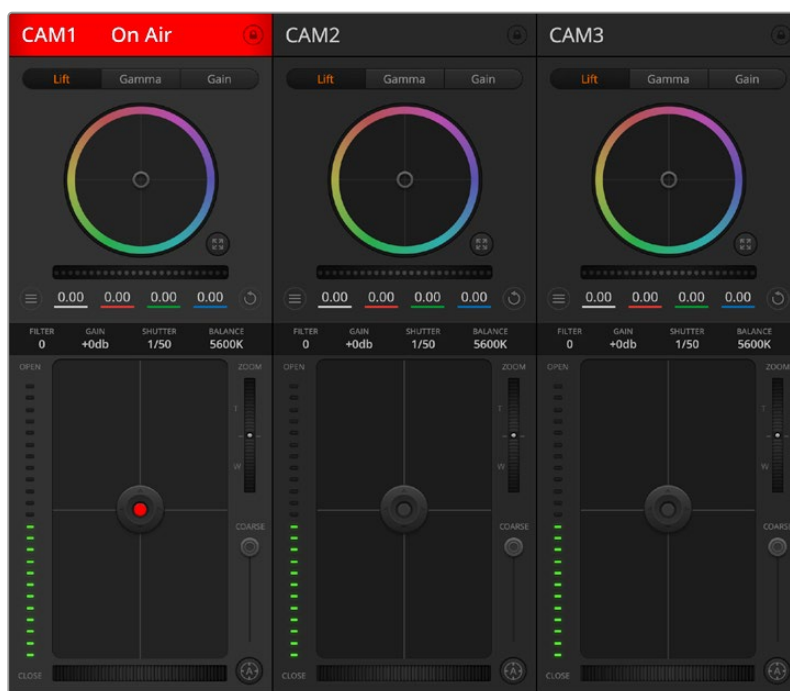 CAM1 On Air
Lift Gamma Gain
0.00 0.00 0.00 0.00
FILTER GAIN SHUTTER BALANCE
0 +0db 1/50 5600K
OPEN ZOOM
T
W
COARSE
A
CLOSE
CAM2
Lift Gamma Gain
0.00 0.00 0.00 0.00
FILTER GAIN SHUTTER BALANCE
0 +0db 1/50 5600K
OPEN ZOOM
T
W
COARSE
A
CLOSE
CAM3
Lift Gamma Gain
0.00 0.00 0.00 0.00
FILTER GAIN SHUTTER BALANCE
0 +0db 1/50 5600K
OPEN ZOOM
T
W
COARSE
A
CLOSE